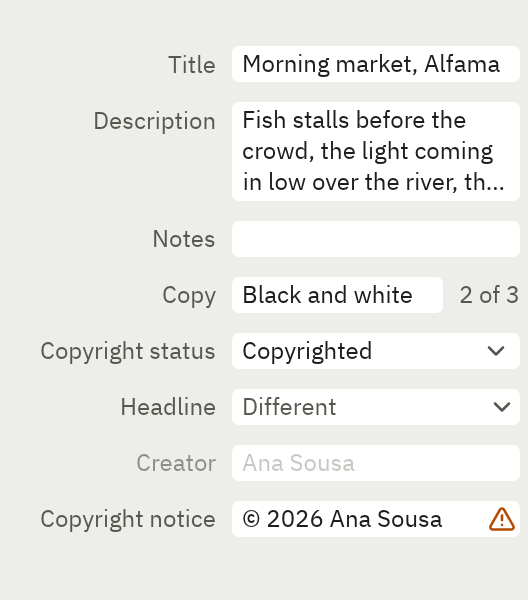 Title Morning market, Alfama
Description Fish stalls before the
crowd, the light coming
in low over the river, th...
Notes
Copy Black and white 2 of 3
Copyright status Copyrighted
Headline Different
Creator Ana Sousa
Copyright notice © 2026 Ana Sousa